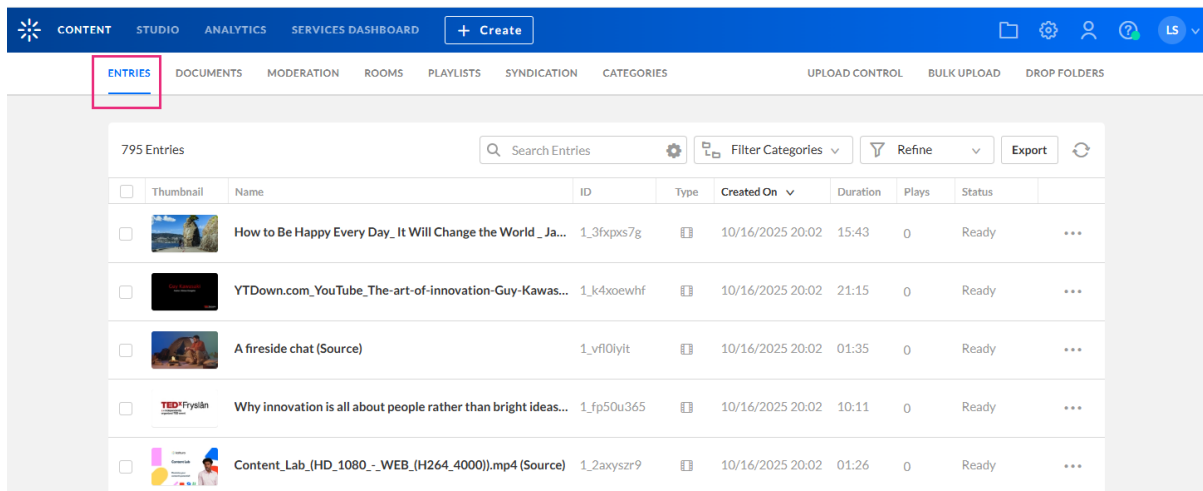 CONTENT STUDIO ANALYTICS SERVICES DASHBOARD + Create LS
ENTRIES DOCUMENTS MODERATION ROOMS PLAYLISTS SYNDICATION CATEGORIES UPLOAD CONTROL BULK UPLOAD DROP FOLDERS
795 Entries Search Entries Filter Categories Refine Export
Thumbnail Name ID Type Created On Duration Plays Status
How to Be Happy Every Day_ It Will Change the World _ Ja... 1_3fxpxs7g 10/16/2025 20:02 15:43 0 Ready
YTDown.com_YouTube_The-art-of-innovation-Guy-Kawas... 1_k4xoewhf 10/16/2025 20:02 21:15 0 Ready
A fireside chat (Source) 1_vfl0iyit 10/16/2025 20:02 01:35 0 Ready
TEDxFryslân
Why innovation is all about people rather than bright ideas... 1_fp50u365 10/16/2025 20:02 10:11 0 Ready
Content_Lab_(HD_1080_-_WEB_(H264_4000)).mp4 (Source) 1_2axyszr9 10/16/2025 20:02 01:26 0 Ready